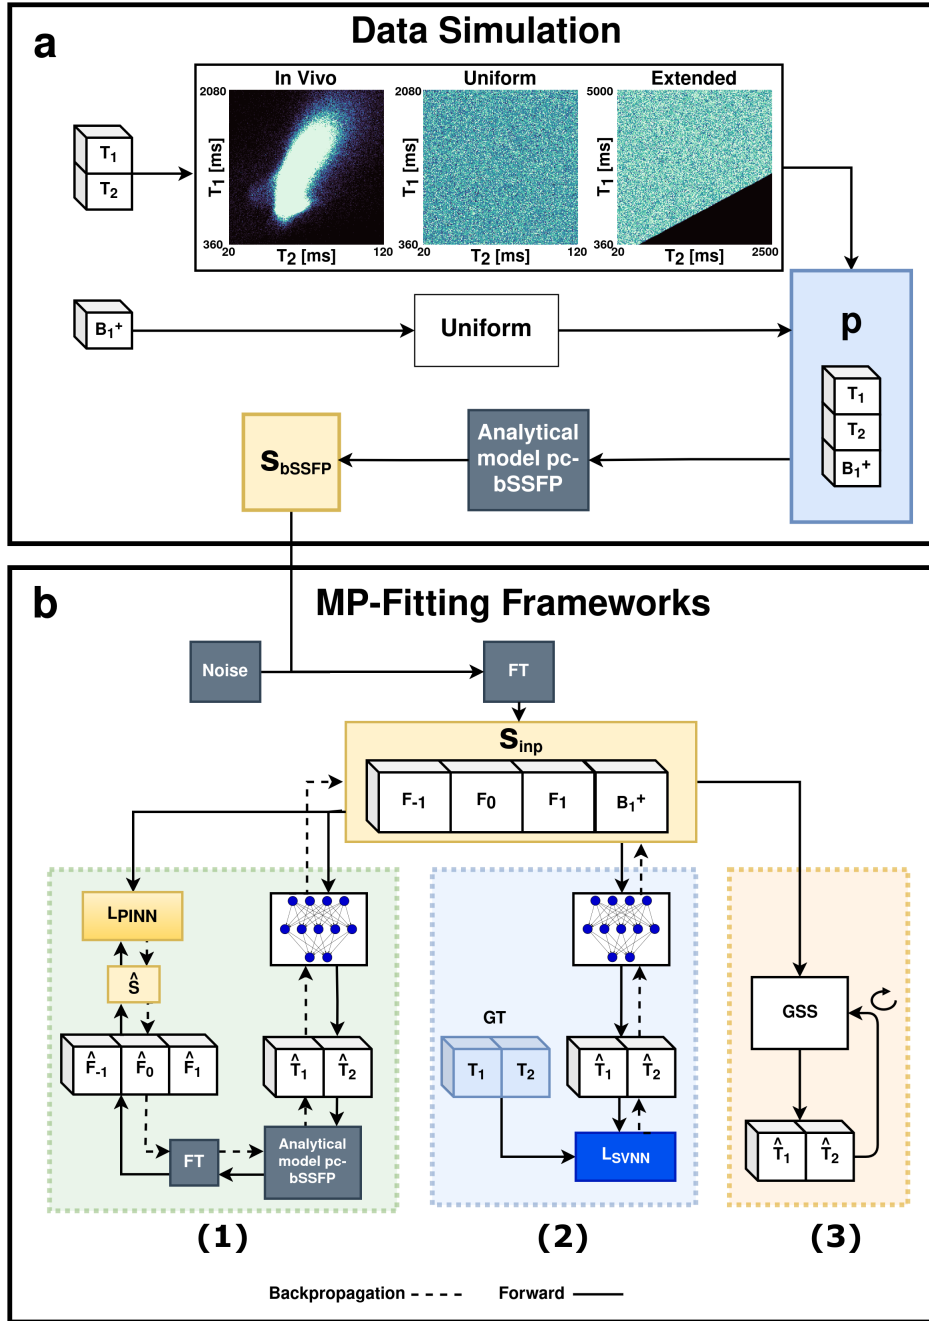 a
Data Simulation
In Vivo
Uniform
Extended
2080
T1 [ms]
360
20
T2 [ms]
120
2080
T1 [ms]
360
20
T2 [ms]
120
5000
T1 [ms]
360
20
T2 [ms]
2500
T1
T2
B1+
Uniform
p
T1
T2
B1+
Analytical
model pc-
bSSFP
SbSSFP
b
MP-Fitting Frameworks
Noise
FT
Sinp
F-1
F0
F1
B1+
LPINN
Ŝ
F̂-1
F̂0
F̂1
T̂1
T̂2
FT
Analytical
model pc-
bSSFP
(1)
GT
T1
T2
T̂1
T̂2
LSVNN
(2)
GSS
T̂1
T̂2
(3)
Backpropagation
Forward